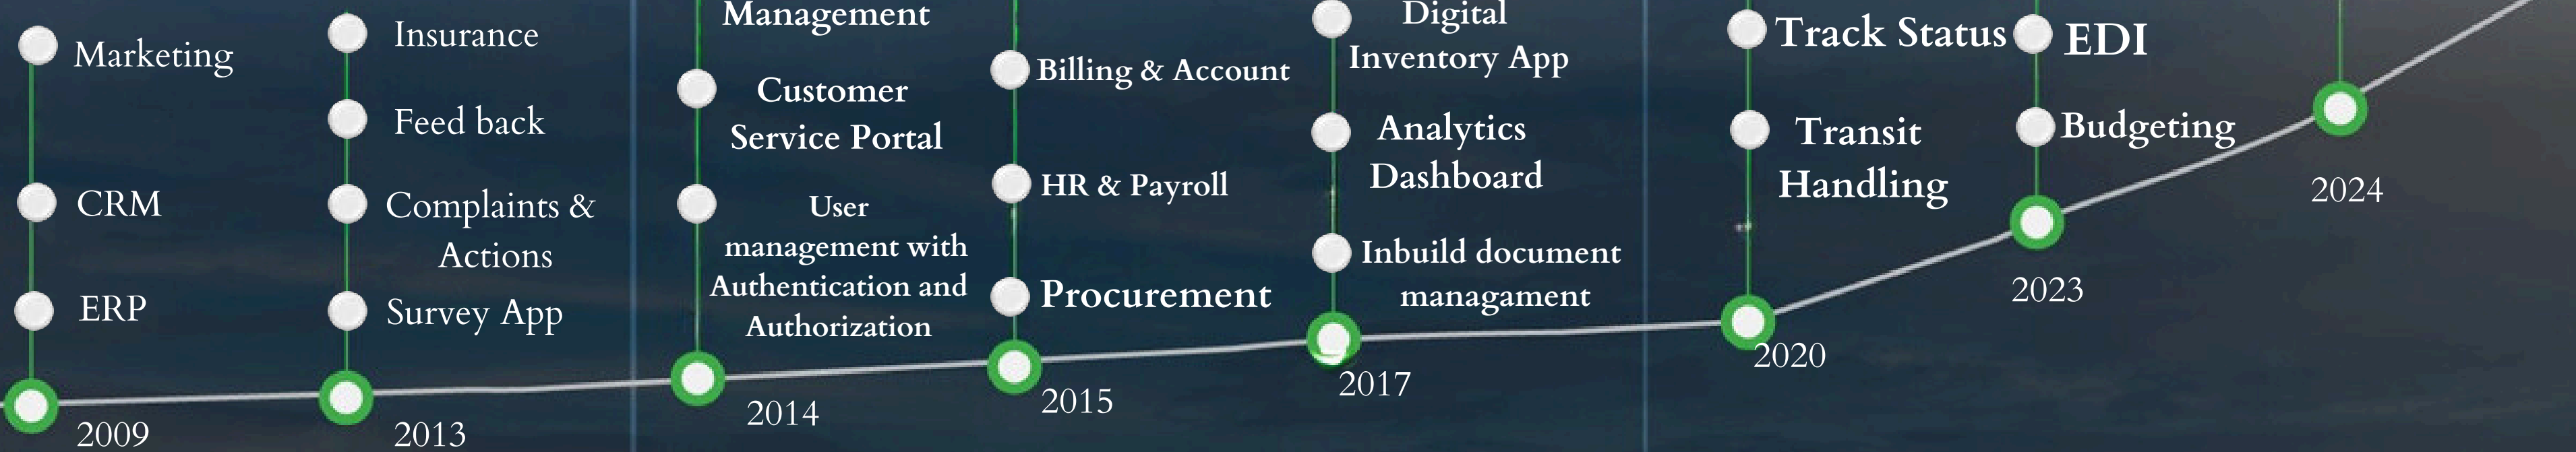 Marketing
CRM
ERP
2009
Insurance
Feed back
Complaints &
Actions
Survey App
2013
Management
Customer
Service Portal
User
management with
Authentication and
Authorization
2014
Billing & Account
HR & Payroll
Procurement
2015
Digital
Inventory App
Analytics
Dashboard
Inbuild document
managament
2017
Track Status
Transit
Handling
2020
EDI
Budgeting
2023
2024